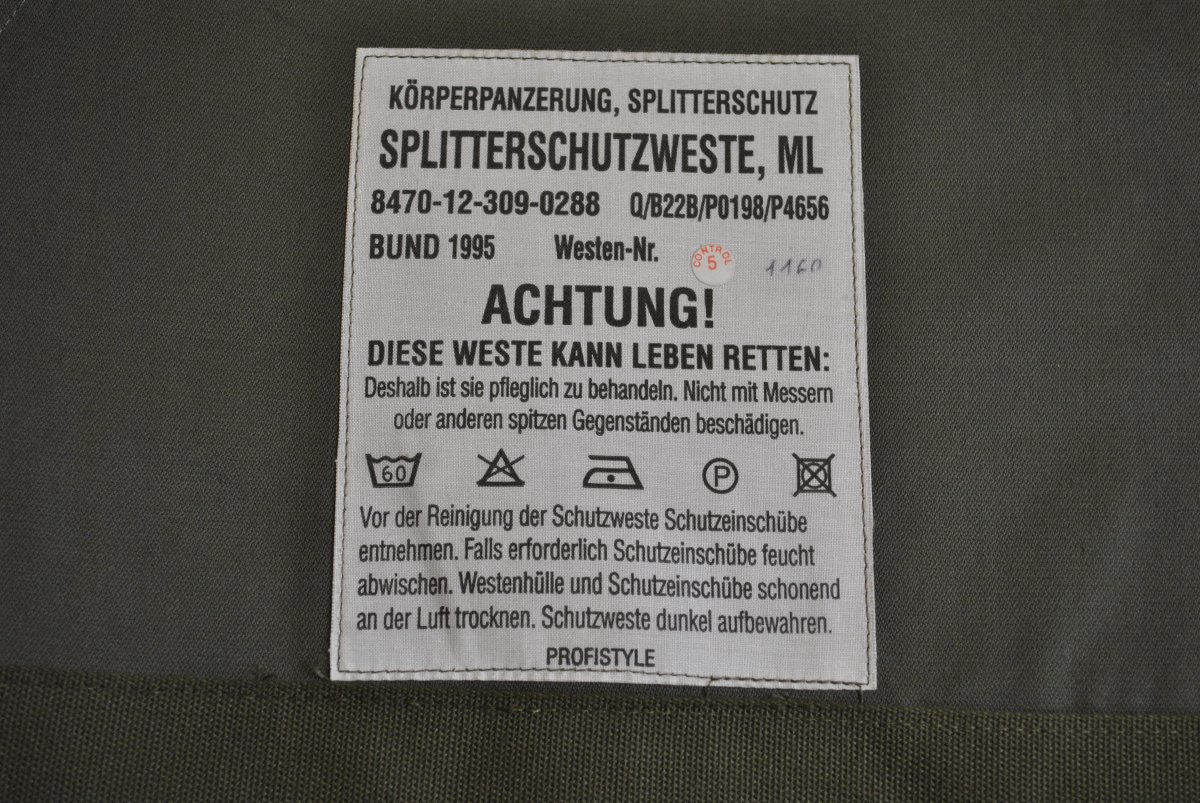 KÖRPERPANZERUNG, SPLITTERSCHUTZ
SPLITTERSCHUTZWESTE, ML
8470-12-309-0288 Q/B22B/P0198/P4656
BUND 1995 Westen-Nr. CONTROL 5 1160
ACHTUNG!
DIESE WESTE KANN LEBEN RETTEN:
Deshalb ist sie pfleglich zu behandeln. Nicht mit Messern
oder anderen spitzen Gegenständen beschädigen.
60 P
Vor der Reinigung der Schutzweste Schutzeinschübe
entnehmen. Falls erforderlich Schutzeinschübe feucht
abwischen. Westenhülle und Schutzeinschübe schonend
an der Luft trocknen. Schutzweste dunkel aufbewahren.
PROFISTYLE